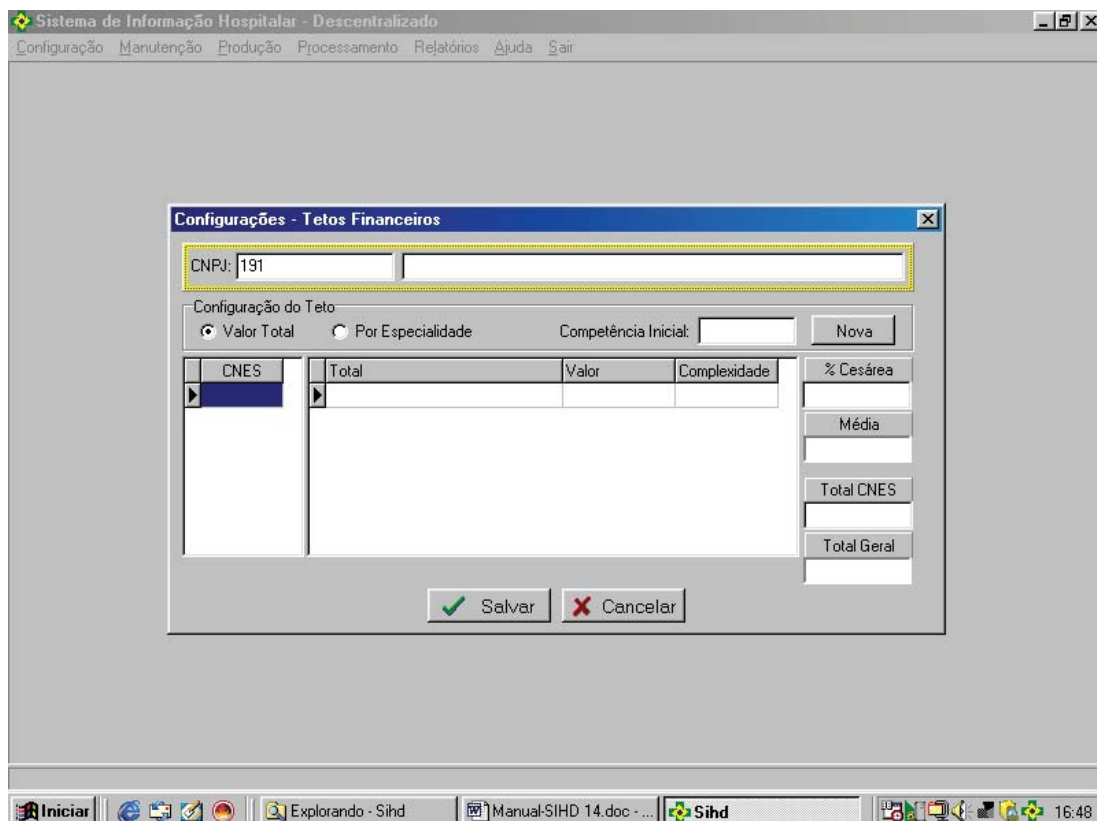 Sistema de Informação Hospitalar - Descentralizado
Configuração Manutenção Produção Processamento Relatórios Ajuda Sair
Configurações - Tetos Financeiros
CNPJ: 191
Configuração do Teto
Valor Total Por Especialidade Competência Inicial: Nova
CNES Total Valor Complexidade % Cesárea
Média
Total CNES
Total Geral
Salvar Cancelar
Iniciar Explorando - Sihd Manual-SIHD 14.doc - ... Sihd 16:48